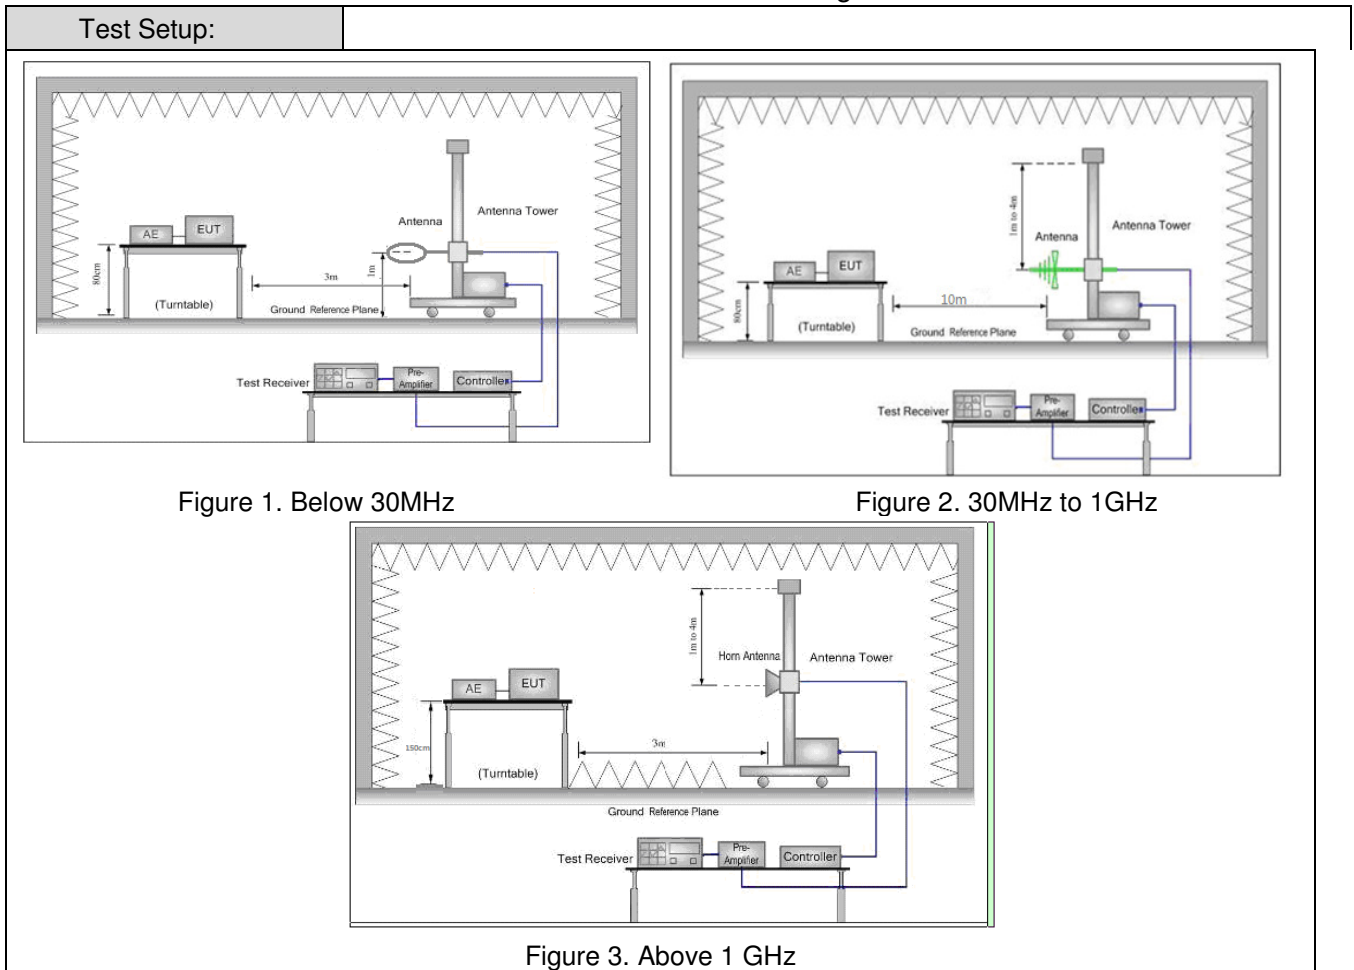 Test Setup:
Antenna
Antenna Tower
AE
EUT
80cm
3m
1m
(Turntable)
Ground Reference Plane
Test Receiver
Pre-
Amplifier
Controller
Figure 1. Below 30MHz
1m to 4m
Antenna Tower
Antenna
AE
EUT
10m
80cm
(Turntable)
Ground Reference Plane
Test Receiver
Pre-
Amplifier
Controller
Figure 2. 30MHz to 1GHz
1m to 4m
Horn Antenna
Antenna Tower
AE
EUT
150cm
3m
(Turntable)
Ground Reference Plane
Test Receiver
Pre-
Amplifier
Controller
Figure 3. Above 1 GHz